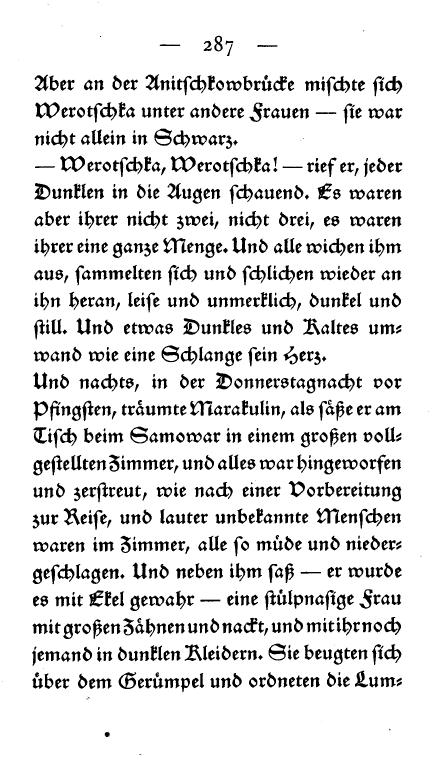 — 287 —
Aber an der Anitschkowbrücke mischte sich
Werotschka unter andere Frauen — sie war
nicht allein in Schwarz.
— Werotschka, Werotschka! — rief er, jeder
Dunklen in die Augen schauend. Es waren
aber ihrer nicht zwei, nicht drei, es waren
ihrer eine ganze Menge. Und alle wichen ihm
aus, sammelten sich und schlichen wieder an
ihn heran, leise und unmerklich, dunkel und
still. Und etwas Dunkles und Kaltes um-
wand wie eine Schlange sein Herz.
Und nachts, in der Donnerstagnacht vor
Pfingsten, träumte Marakulin, als säße er am
Tisch beim Samowar in einem großen voll-
gestellten Zimmer, und alles war hingeworfen
und zerstreut, wie nach einer Vorbereitung
zur Reise, und lauter unbekannte Menschen
waren im Zimmer, alle so müde und nieder-
geschlagen. Und neben ihm saß — er wurde
es mit Ekel gewahr — eine stülpnasige Frau
mit großen Zähnen und nackt, und mit ihr noch
jemand in dunklen Kleidern. Sie beugten sich
über dem Gerümpel und ordneten die Lum-